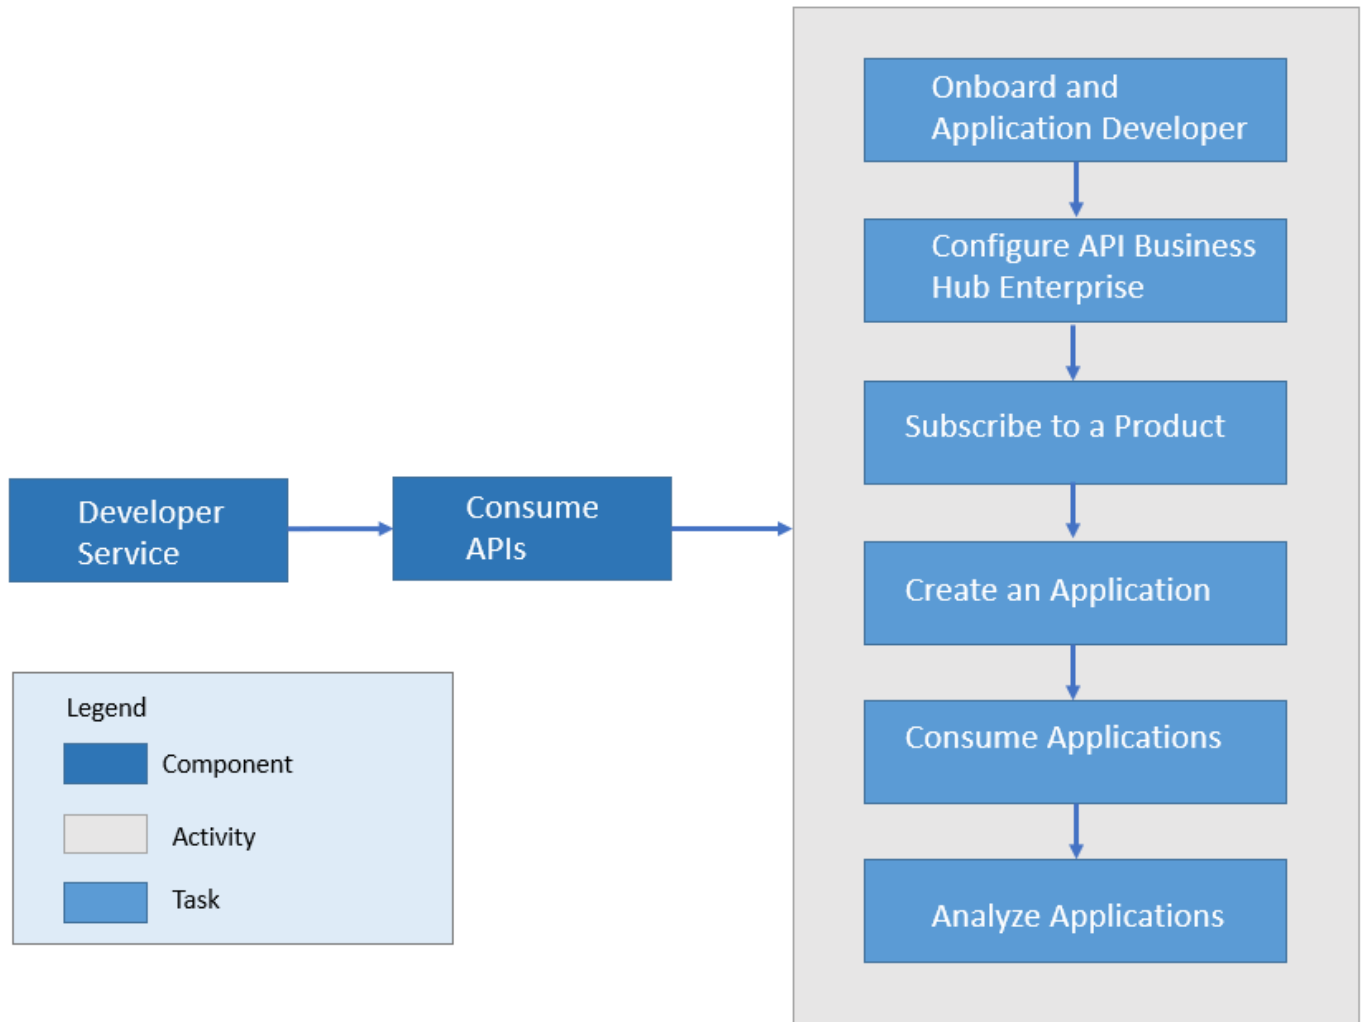 Onboard and
Application Developer
Configure API Business
Hub Enterprise
Subscribe to a Product
Developer
Service
Consume
APIs
Create an Application
Legend
Component
Activity
Task
Consume Applications
Analyze Applications